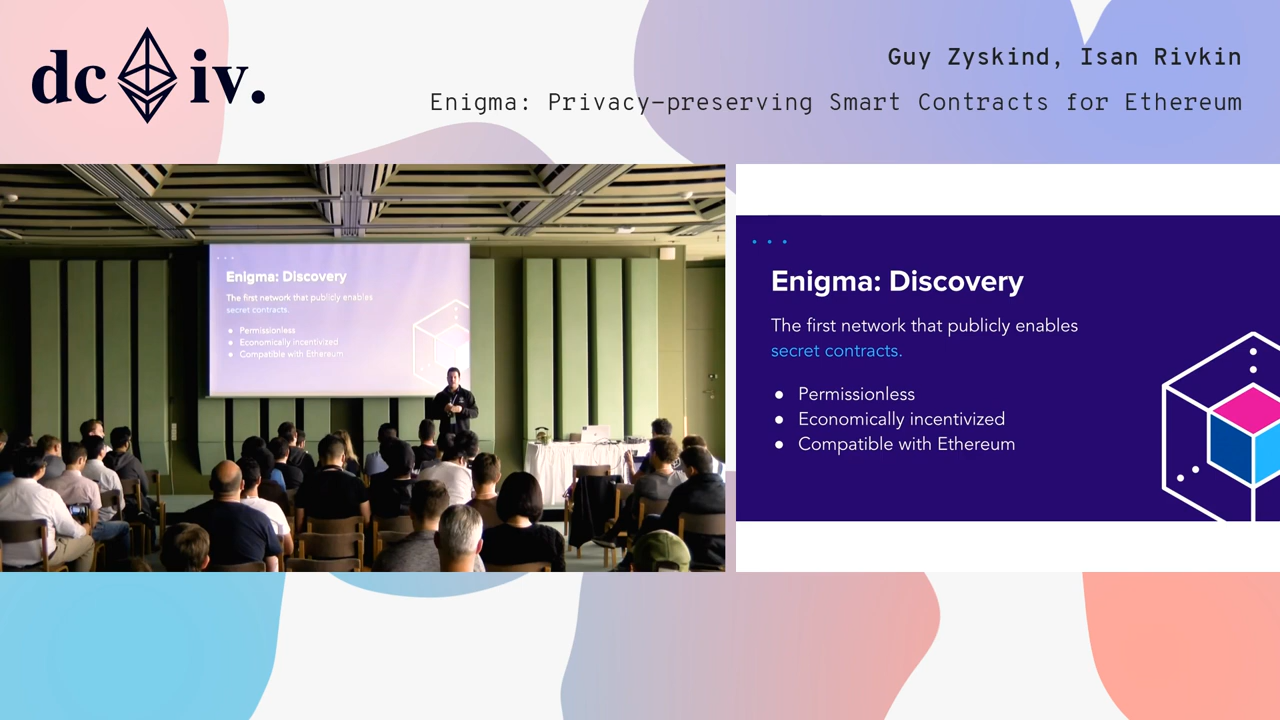 dc iv.
Guy Zyskind, Isan Rivkin
Enigma: Privacy-preserving Smart Contracts for Ethereum
Enigma: Discovery
The first network that publicly enables
secret contracts.
● Permissionless
● Economically incentivized
● Compatible with Ethereum
Enigma: Discovery
The first network that publicly enables
secret contracts.
● Permissionless
● Economically incentivized
● Compatible with Ethereum